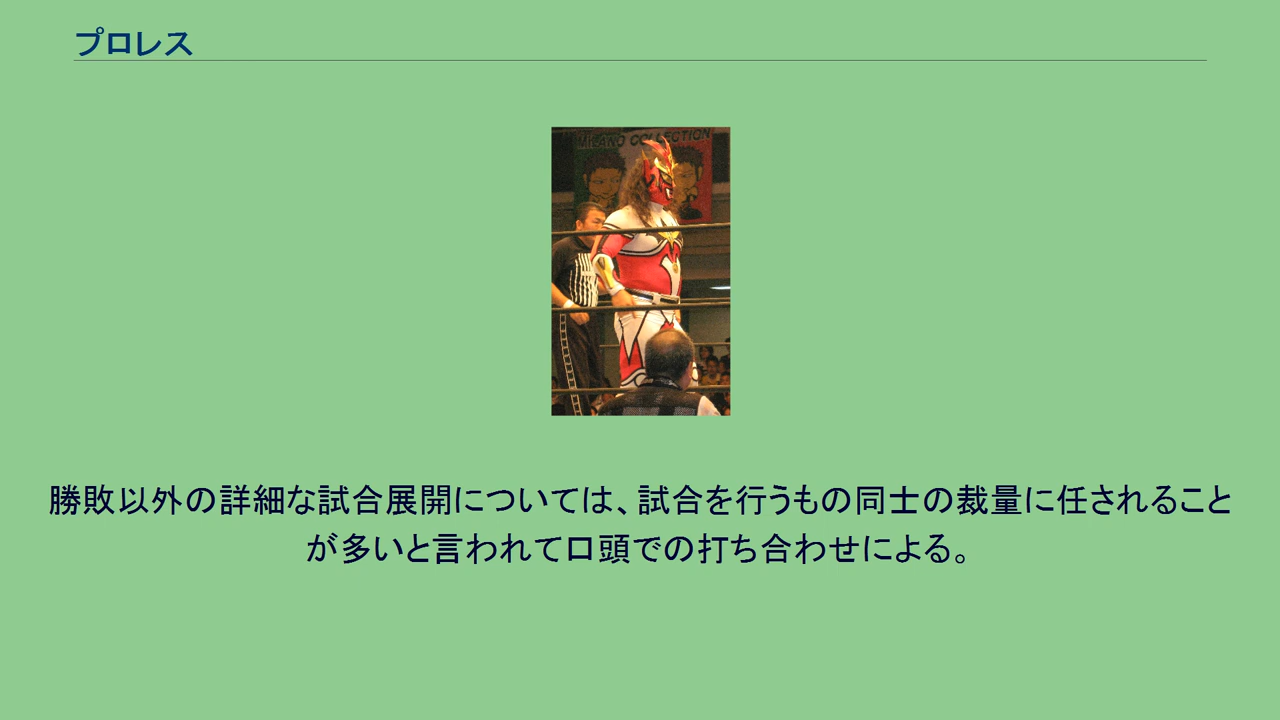 プロレス
MILANO COLLECTION
勝敗以外の詳細な試合展開については、試合を行うもの同士の裁量に任されること
が多いと言われて口頭での打ち合わせによる。